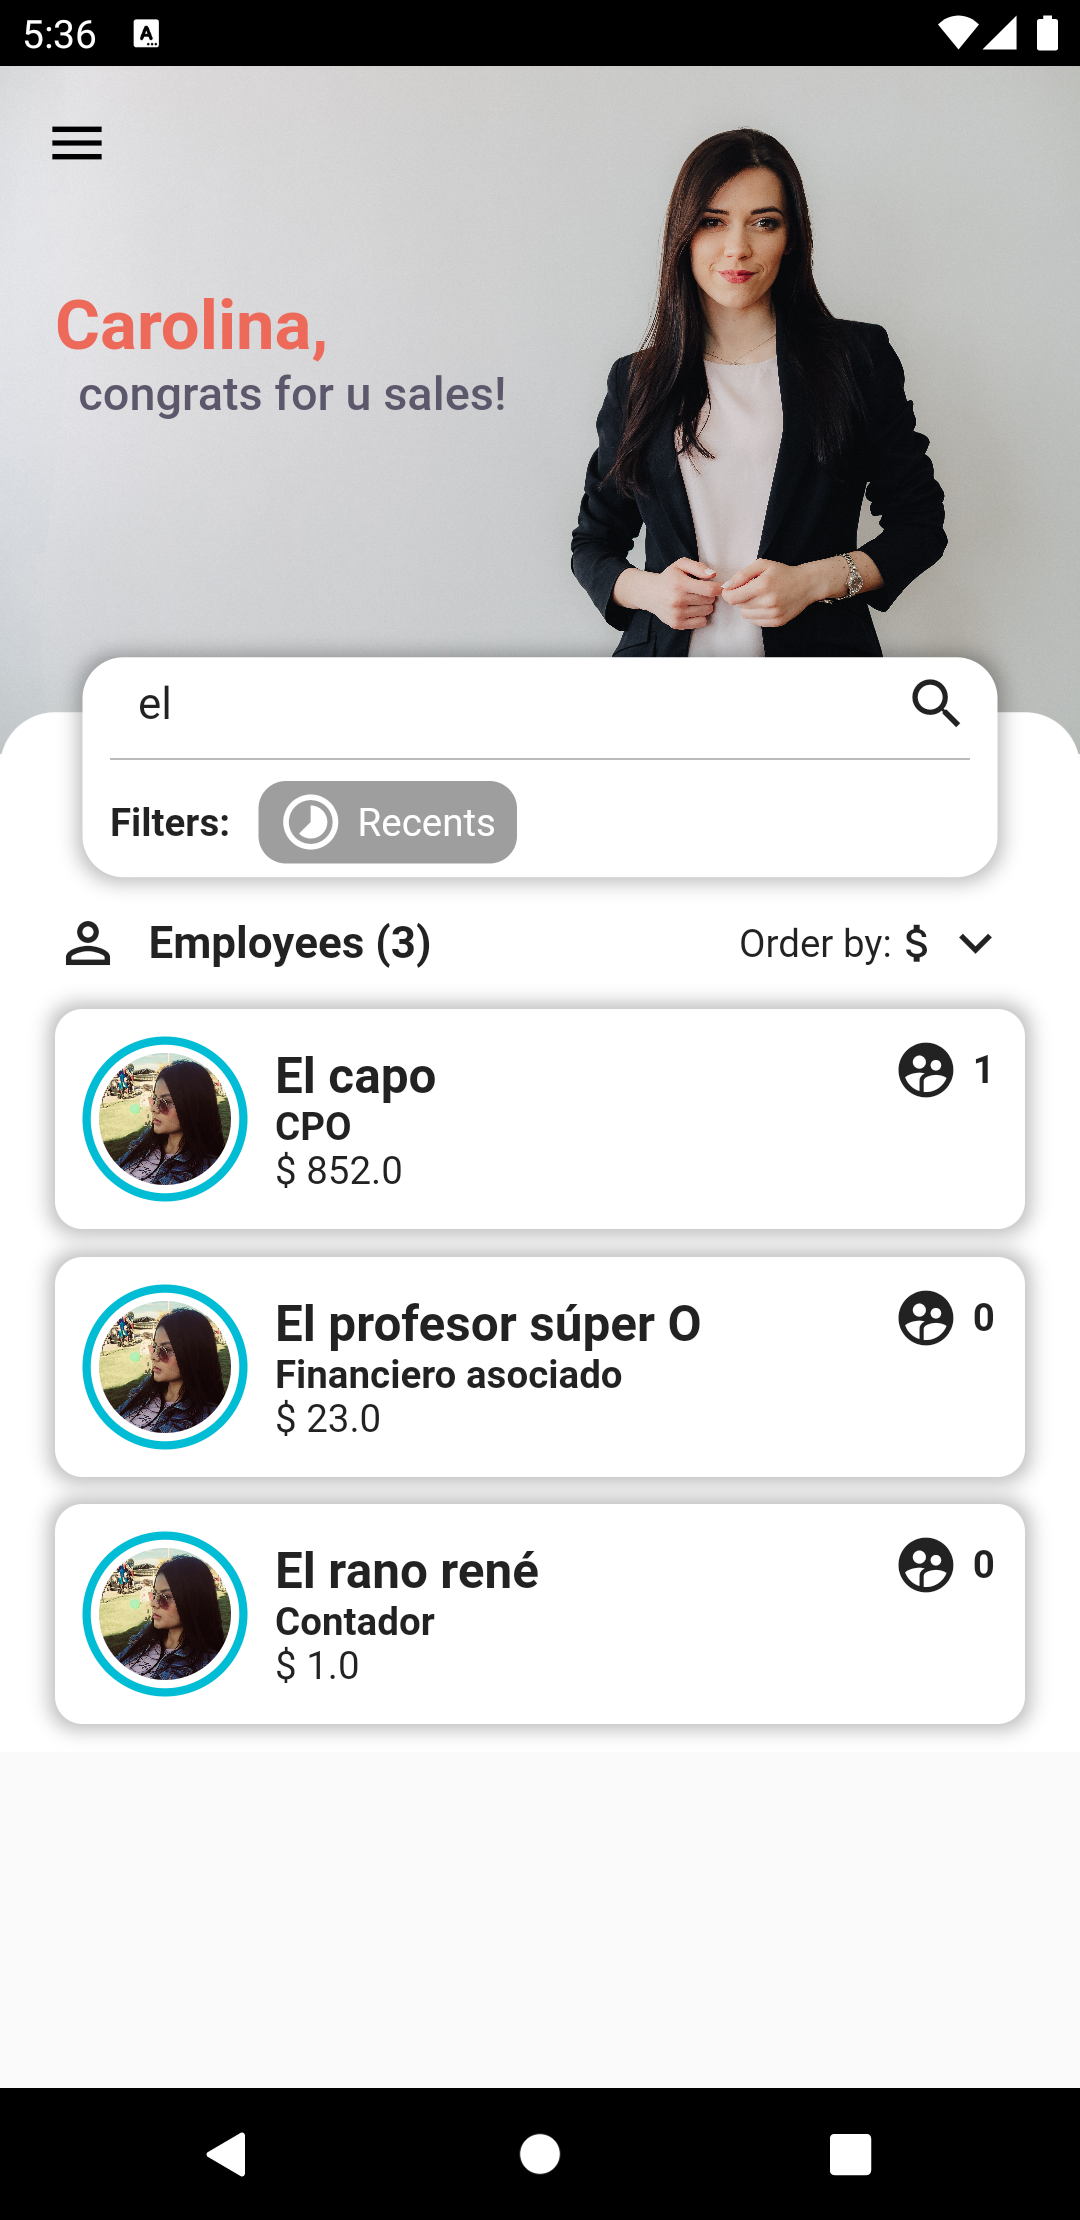 5:36
Carolina,
congrats for u sales!
el
Filters: Recents
Employees (3) Order by: $
El capo 1
CPO
$ 852.0
El profesor súper O 0
Financiero asociado
$ 23.0
El rano rené 0
Contador
$ 1.0